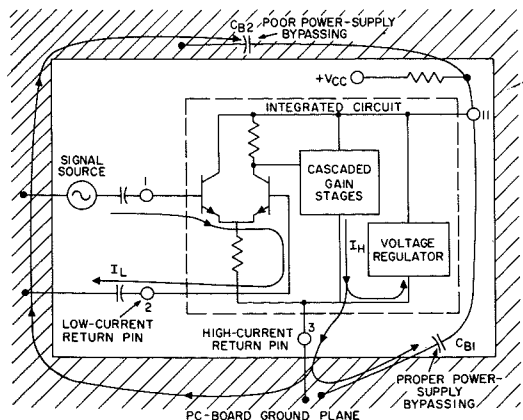 CB2
POOR POWER-SUPPLY
BYPASSING
+VCC
INTEGRATED CIRCUIT
11
SIGNAL
SOURCE
1
CASCADED
GAIN
STAGES
IH
VOLTAGE
REGULATOR
IL
2
LOW-CURRENT
RETURN PIN
HIGH-CURRENT
RETURN PIN
3
CB1
PROPER POWER-
SUPPLY
BYPASSING
PC-BOARD GROUND PLANE